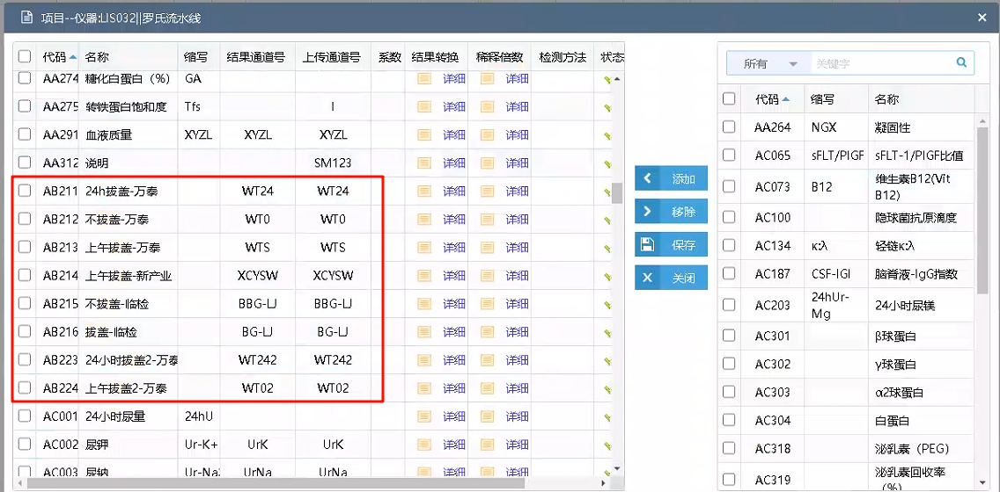 项目--仪器:LIS032||罗氏流水线
代码 名称 缩写 结果通道号 上传通道号 系数 结果转换 稀释倍数 检测方法 状态
AA274 糖化白蛋白（%） GA 详细 详细
AA275 转铁蛋白饱和度 Tfs I 详细 详细
AA291 血液质量 XYZL XYZL XYZL 详细 详细
AA312 说明 SM123 详细 详细
AB211 24h拔盖-万泰 WT24 WT24 详细 详细
AB212 不拔盖-万泰 WT0 WT0 详细 详细
AB213 上午拔盖-万泰 WTS WTS 详细 详细
AB214 上午拔盖-新产业 XCYSW XCYSW 详细 详细
AB215 不拔盖-临检 BBG-LJ BBG-LJ 详细 详细
AB216 拔盖-临检 BG-LJ BG-LJ 详细 详细
AB223 24小时拔盖2-万泰 WT242 WT242 详细 详细
AB224 上午拔盖2-万泰 WT02 WT02 详细 详细
AC001 24小时尿量 24hU 详细 详细
AC002 尿钾 Ur-K+ UrK UrK 详细 详细
AC003 尿钠 Ur-Na UrNa UrNa 详细 详细
添加
移除
保存
关闭
所有 关键字
代码 缩写 名称
AA264 NGX 凝固性
AC065 sFLT/PIGF sFLT-1/PIGF比值
AC073 B12 维生素B12(Vit
B12)
AC100 隐球菌抗原滴度
AC134 κ:λ 轻链κ:λ
AC187 CSF-IGI 脑脊液-IgG指数
AC203 24hUr-
Mg 24小时尿镁
AC301 β球蛋白
AC302 γ球蛋白
AC303 α2球蛋白
AC304 白蛋白
AC318 泌乳素（PEG）
AC319 泌乳素回收率
（%）